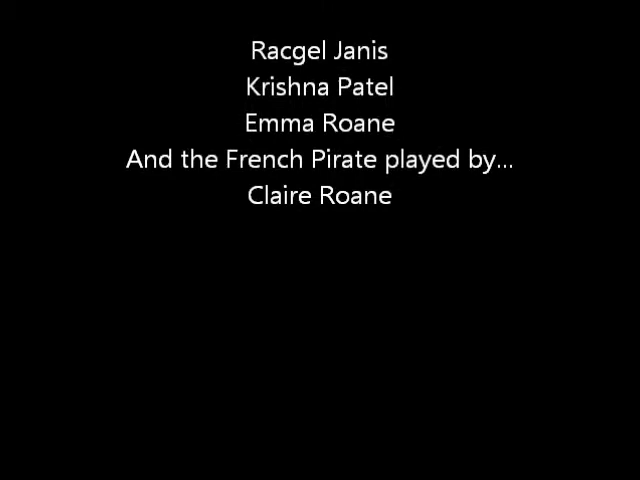 Racgel Janis
Krishna Patel
Emma Roane
And the French Pirate played by...
Claire Roane